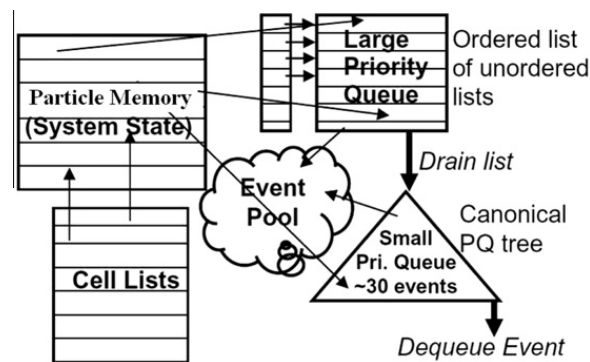 Particle Memory
(System State)
Large
Priority
Queue
Ordered list
of unordered
lists
Drain list
Event
Pool
Canonical
PQ tree
Small
Pri. Queue
~30 events
Cell Lists
Dequeue Event